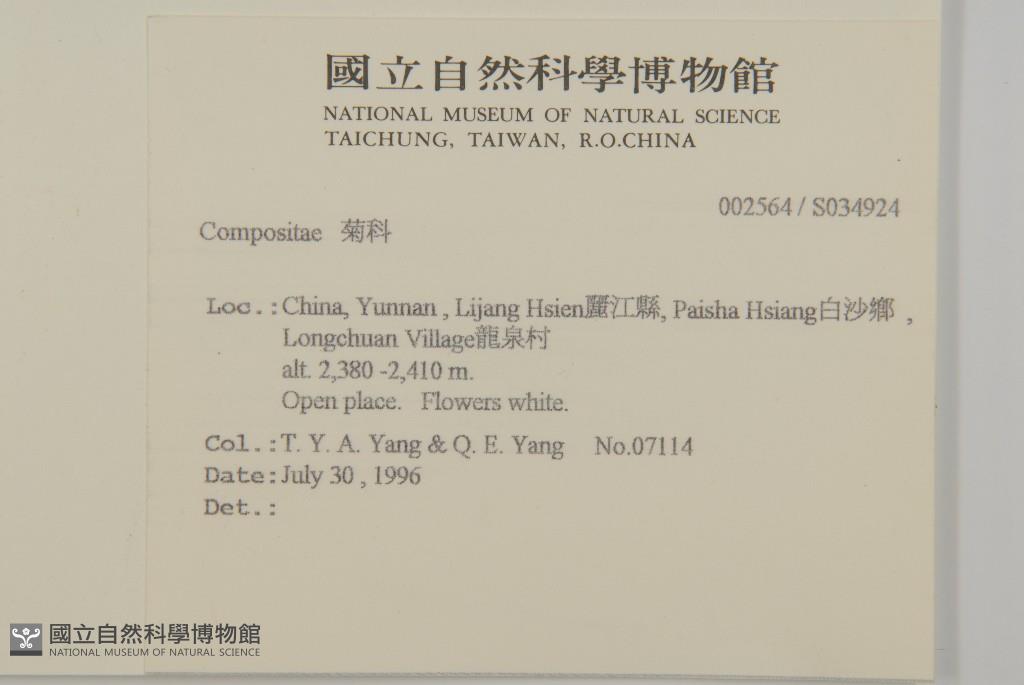 國立自然科學博物館
NATIONAL MUSEUM OF NATURAL SCIENCE
TAICHUNG, TAIWAN, R.O.CHINA
002564 / S034924
Compositae 菊科
Loc.: China, Yunnan , Lijang Hsien麗江縣, Paisha Hsiang白沙鄉 ,
Longchuan Village龍泉村
alt. 2,380 -2,410 m.
Open place. Flowers white.
Col.: T. Y. A. Yang & Q. E. Yang No.07114
Date: July 30 , 1996
Det.:
國立自然科學博物館
NATIONAL MUSEUM OF NATURAL SCIENCE